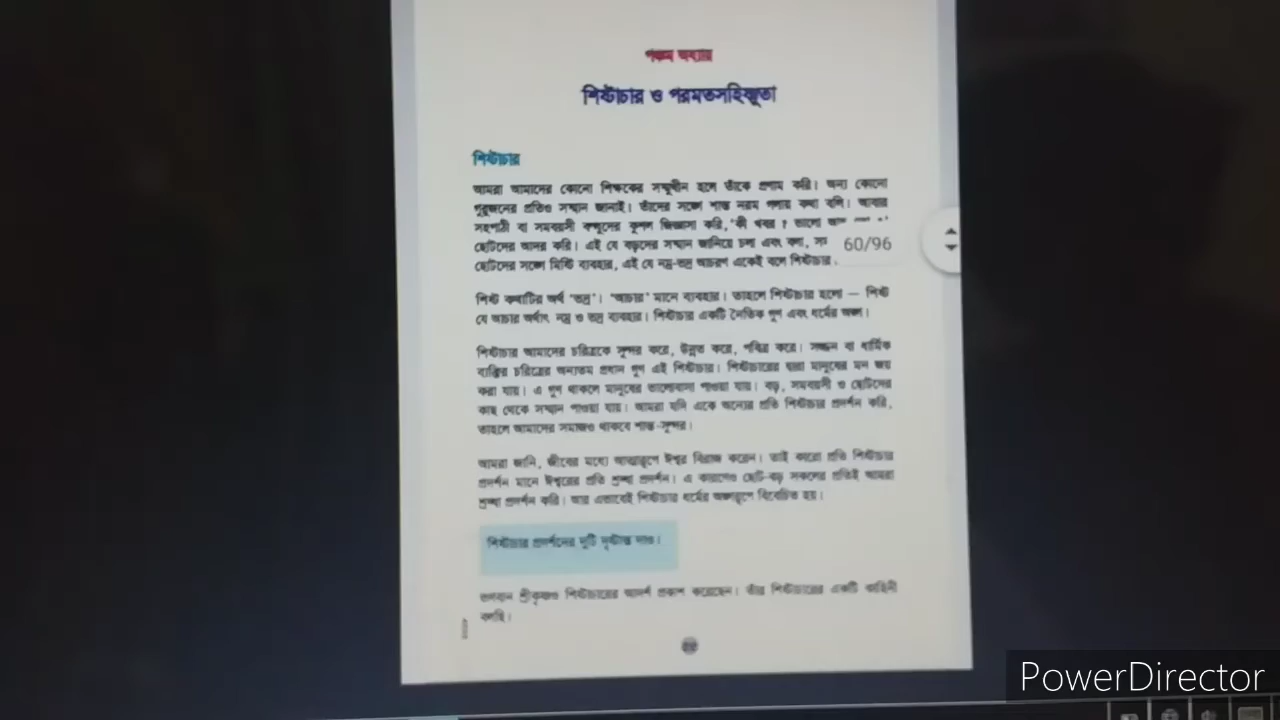 পঞ্চম অধ্যায়
শিষ্টাচার ও পরমতসহিষ্ণুতা
শিষ্টাচার
আমরা আমাদের কোনো শিক্ষকের সম্মুখীন হলে তাঁকে প্রণাম করি। অন্য কোনো
গুরুজনের প্রতিও সম্মান জানাই। তাঁদের সঙ্গে শান্ত নরম গলায় কথা বলি। আবার
সহপাঠী বা সমবয়সী বন্ধুদের কুশল জিজ্ঞাসা করি, 'কী খবর ? ভালো
ছোটদের আদর করি। এই যে বড়দের সম্মান জানিয়ে চলা এবং বলা,
60/96
ছোটদের সঙ্গে মিষ্টি ব্যবহার, এই যে নম্র-ভদ্র আচরণ একেই বলে শিষ্টাচার।
শিষ্ট কথাটির অর্থ 'ভদ্র'। 'আচার' মানে ব্যবহার। তাহলে শিষ্টাচার হলো — শিষ্ট
যে আচার অর্থাৎ নম্র ও ভদ্র ব্যবহার। শিষ্টাচার একটি নৈতিক গুণ এবং ধর্মের অঙ্গ।
শিষ্টাচার আমাদের চরিত্রকে সুন্দর করে, উন্নত করে, পবিত্র করে। সজ্জন বা ধার্মিক
ব্যক্তির চরিত্রের অন্যতম প্রধান গুণ এই শিষ্টাচার। শিষ্টাচারের দ্বারা মানুষের মন জয়
করা যায়। এ গুণ থাকলে মানুষের ভালোবাসা পাওয়া যায়। বড়, সমবয়সী ও ছোটদের
কাছ থেকে সম্মান পাওয়া যায়। আমরা যদি একে অন্যের প্রতি শিষ্টাচার প্রদর্শন করি,
তাহলে আমাদের সমাজও থাকবে শান্ত-সুন্দর।
আমরা জানি, জীবের মধ্যে আত্মারূপে ঈশ্বর বিরাজ করেন। তাই কারো প্রতি শিষ্টাচার
প্রদর্শন মানে ঈশ্বরের প্রতি শ্রদ্ধা প্রদর্শন। এ কারণেও ছোট-বড় সকলের প্রতিই আমরা
শ্রদ্ধা প্রদর্শন করি। আর এভাবেই শিষ্টাচার ধর্মের অঙ্গরূপে বিবেচিত হয়।
শিষ্টাচার প্রদর্শনের দুটি দৃষ্টান্ত দাও।
ভগবান শ্রীকৃষ্ণও শিষ্টাচারের আদর্শ প্রকাশ করেছেন। তাঁর শিষ্টাচারের একটি কাহিনী
বলছি।
PowerDirector